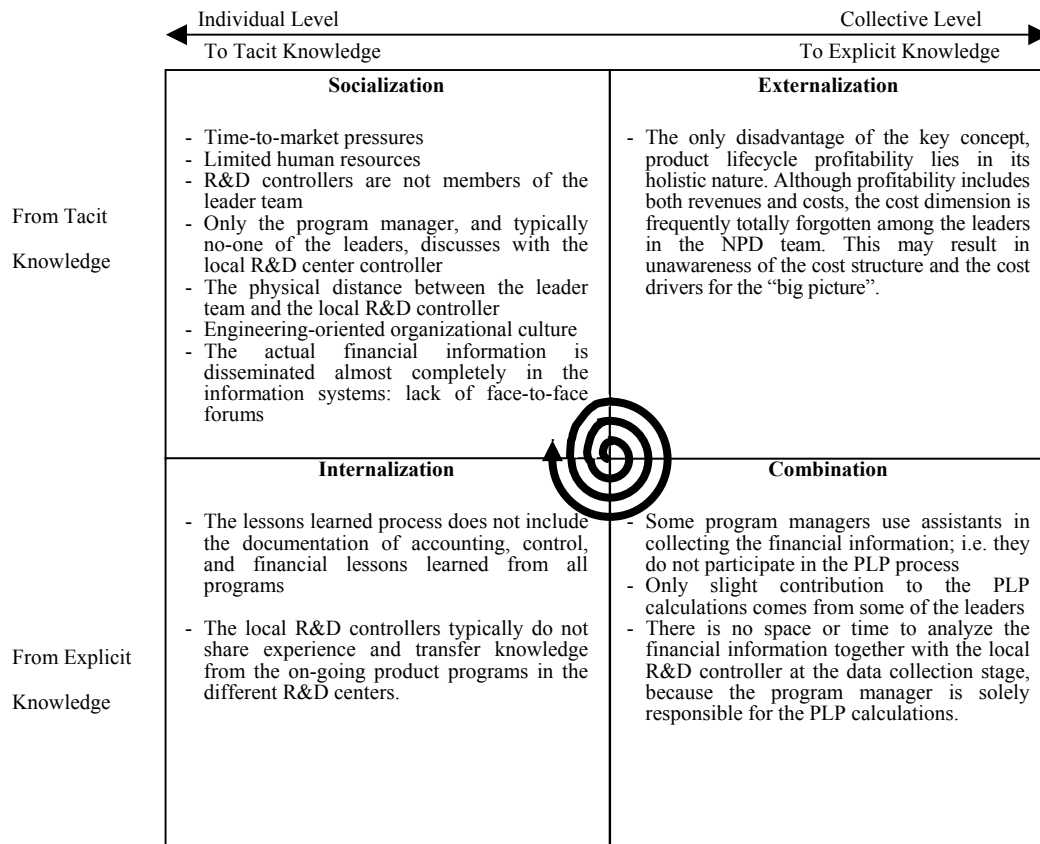 Individual Level
Collective Level
To Tacit Knowledge
To Explicit Knowledge
From Tacit
Knowledge
Socialization
- Time-to-market pressures
- Limited human resources
- R&D controllers are not members of the
leader team
- Only the program manager, and typically
no-one of the leaders, discusses with the
local R&D center controller
- The physical distance between the leader
team and the local R&D controller
- Engineering-oriented organizational culture
- The actual financial information is
disseminated almost completely in the
information systems: lack of face-to-face
forums
Externalization
- The only disadvantage of the key concept,
product lifecycle profitability lies in its
holistic nature. Although profitability includes
both revenues and costs, the cost dimension is
frequently totally forgotten among the leaders
in the NPD team. This may result in
unawareness of the cost structure and the cost
drivers for the “big picture”.
From Explicit
Knowledge
Internalization
- The lessons learned process does not include
the documentation of accounting, control,
and financial lessons learned from all
programs
- The local R&D controllers typically do not
share experience and transfer knowledge
from the on-going product programs in the
different R&D centers.
Combination
- Some program managers use assistants in
collecting the financial information; i.e. they
do not participate in the PLP process
- Only slight contribution to the PLP
calculations comes from some of the leaders
- There is no space or time to analyze the
financial information together with the local
R&D controller at the data collection stage,
because the program manager is solely
responsible for the PLP calculations.